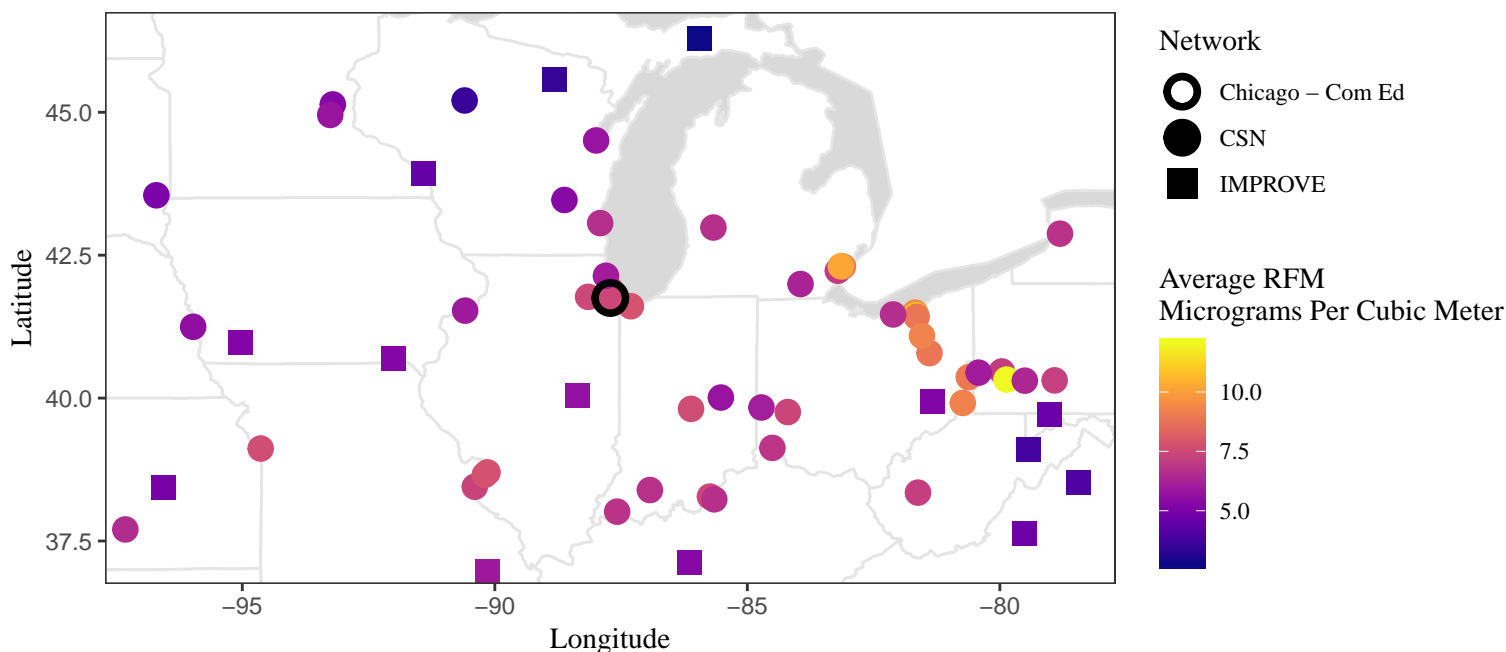 45.0
42.5
40.0
37.5
Latitude
−95
−90
−85
−80
Longitude
Network
Chicago – Com Ed
CSN
IMPROVE
Average RFM
Micrograms Per Cubic Meter
10.0
7.5
5.0